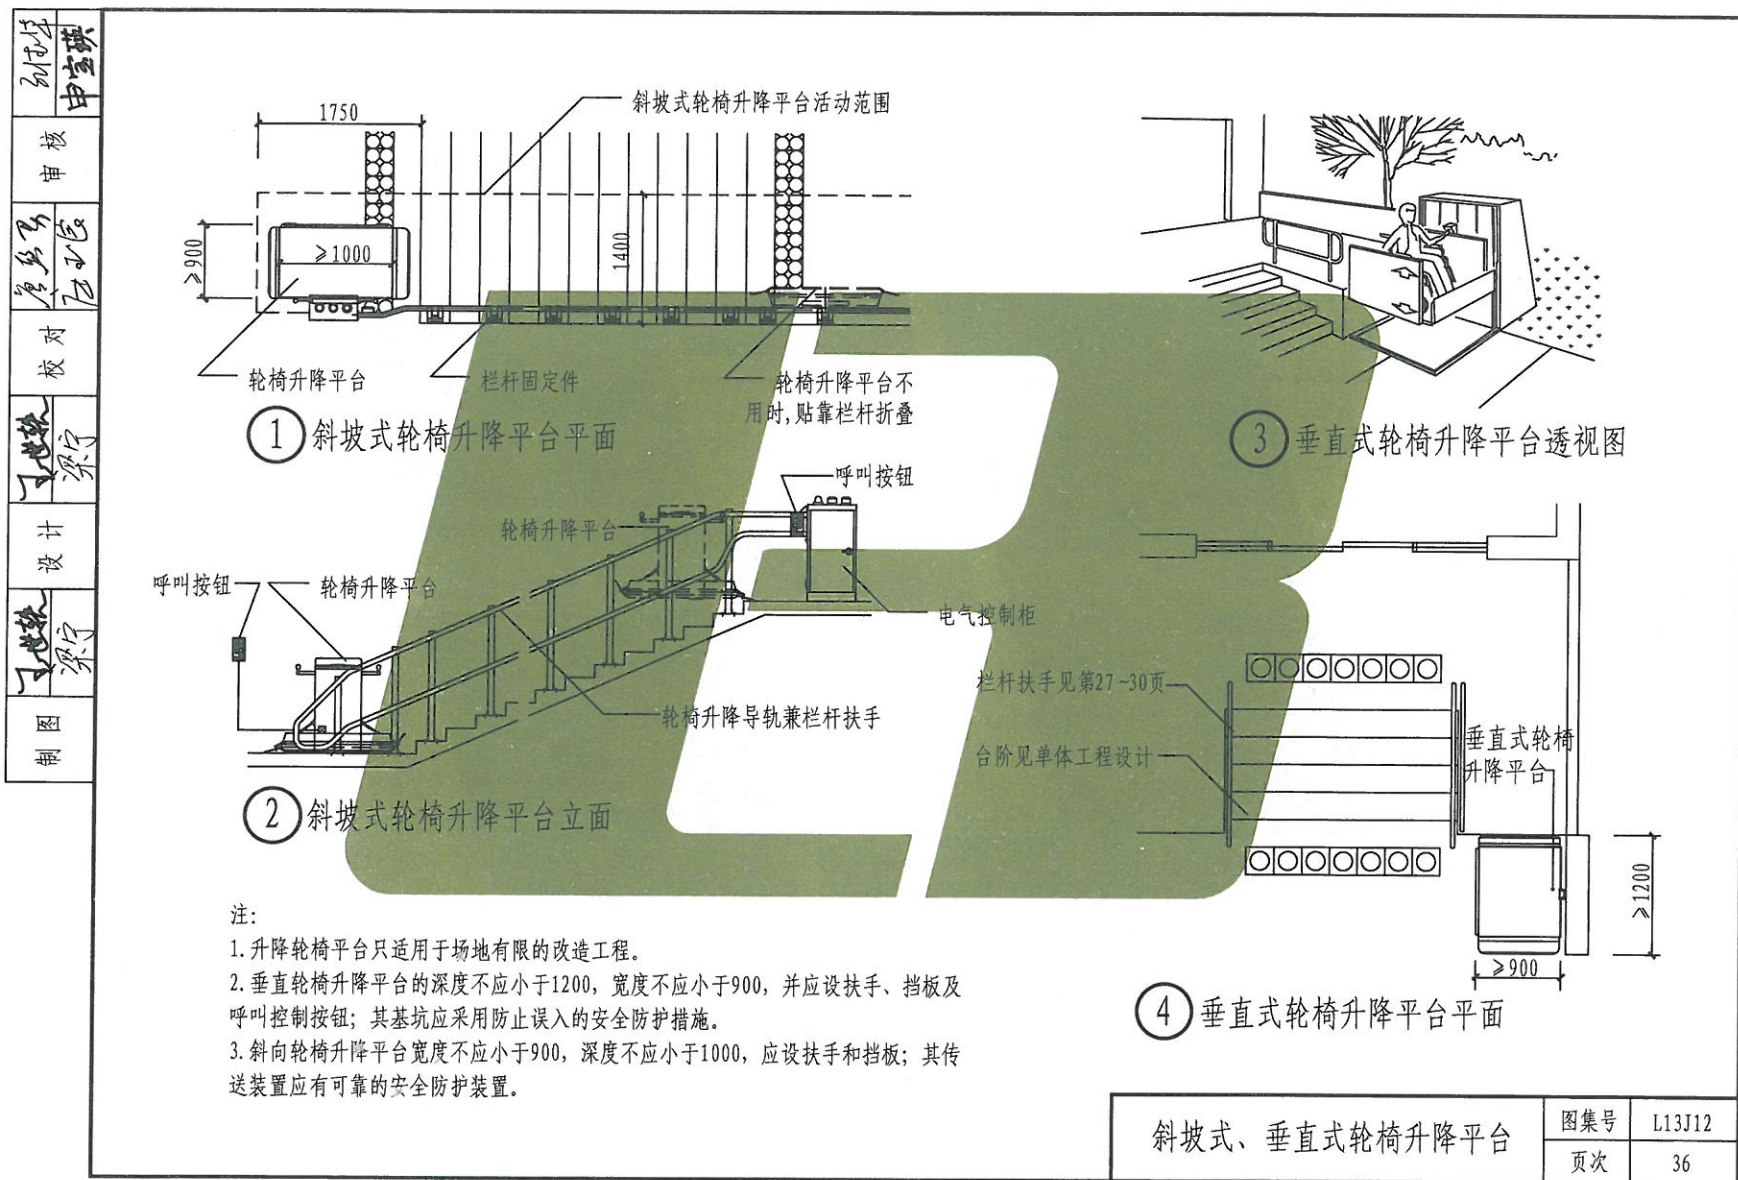 审核
校对
设计
制图
申宝瑛
梁宁
梁宁
1750
斜坡式轮椅升降平台活动范围
≥900
≥1000
1400
轮椅升降平台
栏杆固定件
轮椅升降平台不
用时,贴靠栏杆折叠
1 斜坡式轮椅升降平台平面
3 垂直式轮椅升降平台透视图
呼叫按钮
轮椅升降平台
呼叫按钮
轮椅升降平台
电气控制柜
轮椅升降导轨兼栏杆扶手
2 斜坡式轮椅升降平台立面
栏杆扶手见第27~30页
台阶见单体工程设计
垂直式轮椅
升降平台
≥1200
≥900
4 垂直式轮椅升降平台平面
注:
1.升降轮椅平台只适用于场地有限的改造工程。
2.垂直轮椅升降平台的深度不应小于1200，宽度不应小于900，并应设扶手、挡板及
呼叫控制按钮；其基坑应采用防止误入的安全防护措施。
3.斜向轮椅升降平台宽度不应小于900，深度不应小于1000，应设扶手和挡板；其传
送装置应有可靠的安全防护装置。
斜坡式、垂直式轮椅升降平台
图集号 L13J12
页次 36